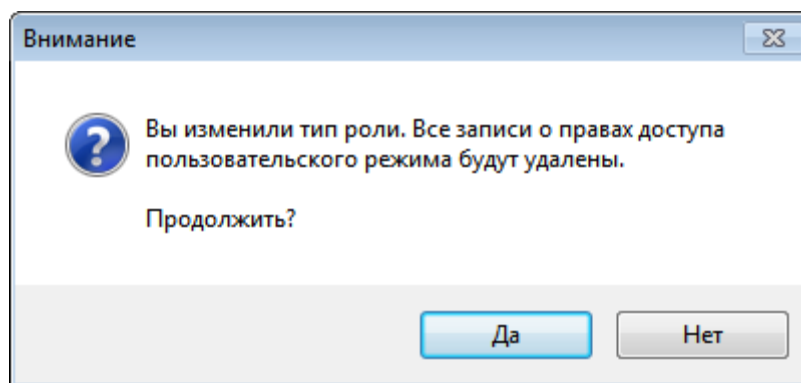 Внимание
Вы изменили тип роли. Все записи о правах доступа
пользовательского режима будут удалены.
Продолжить?
Да
Нет